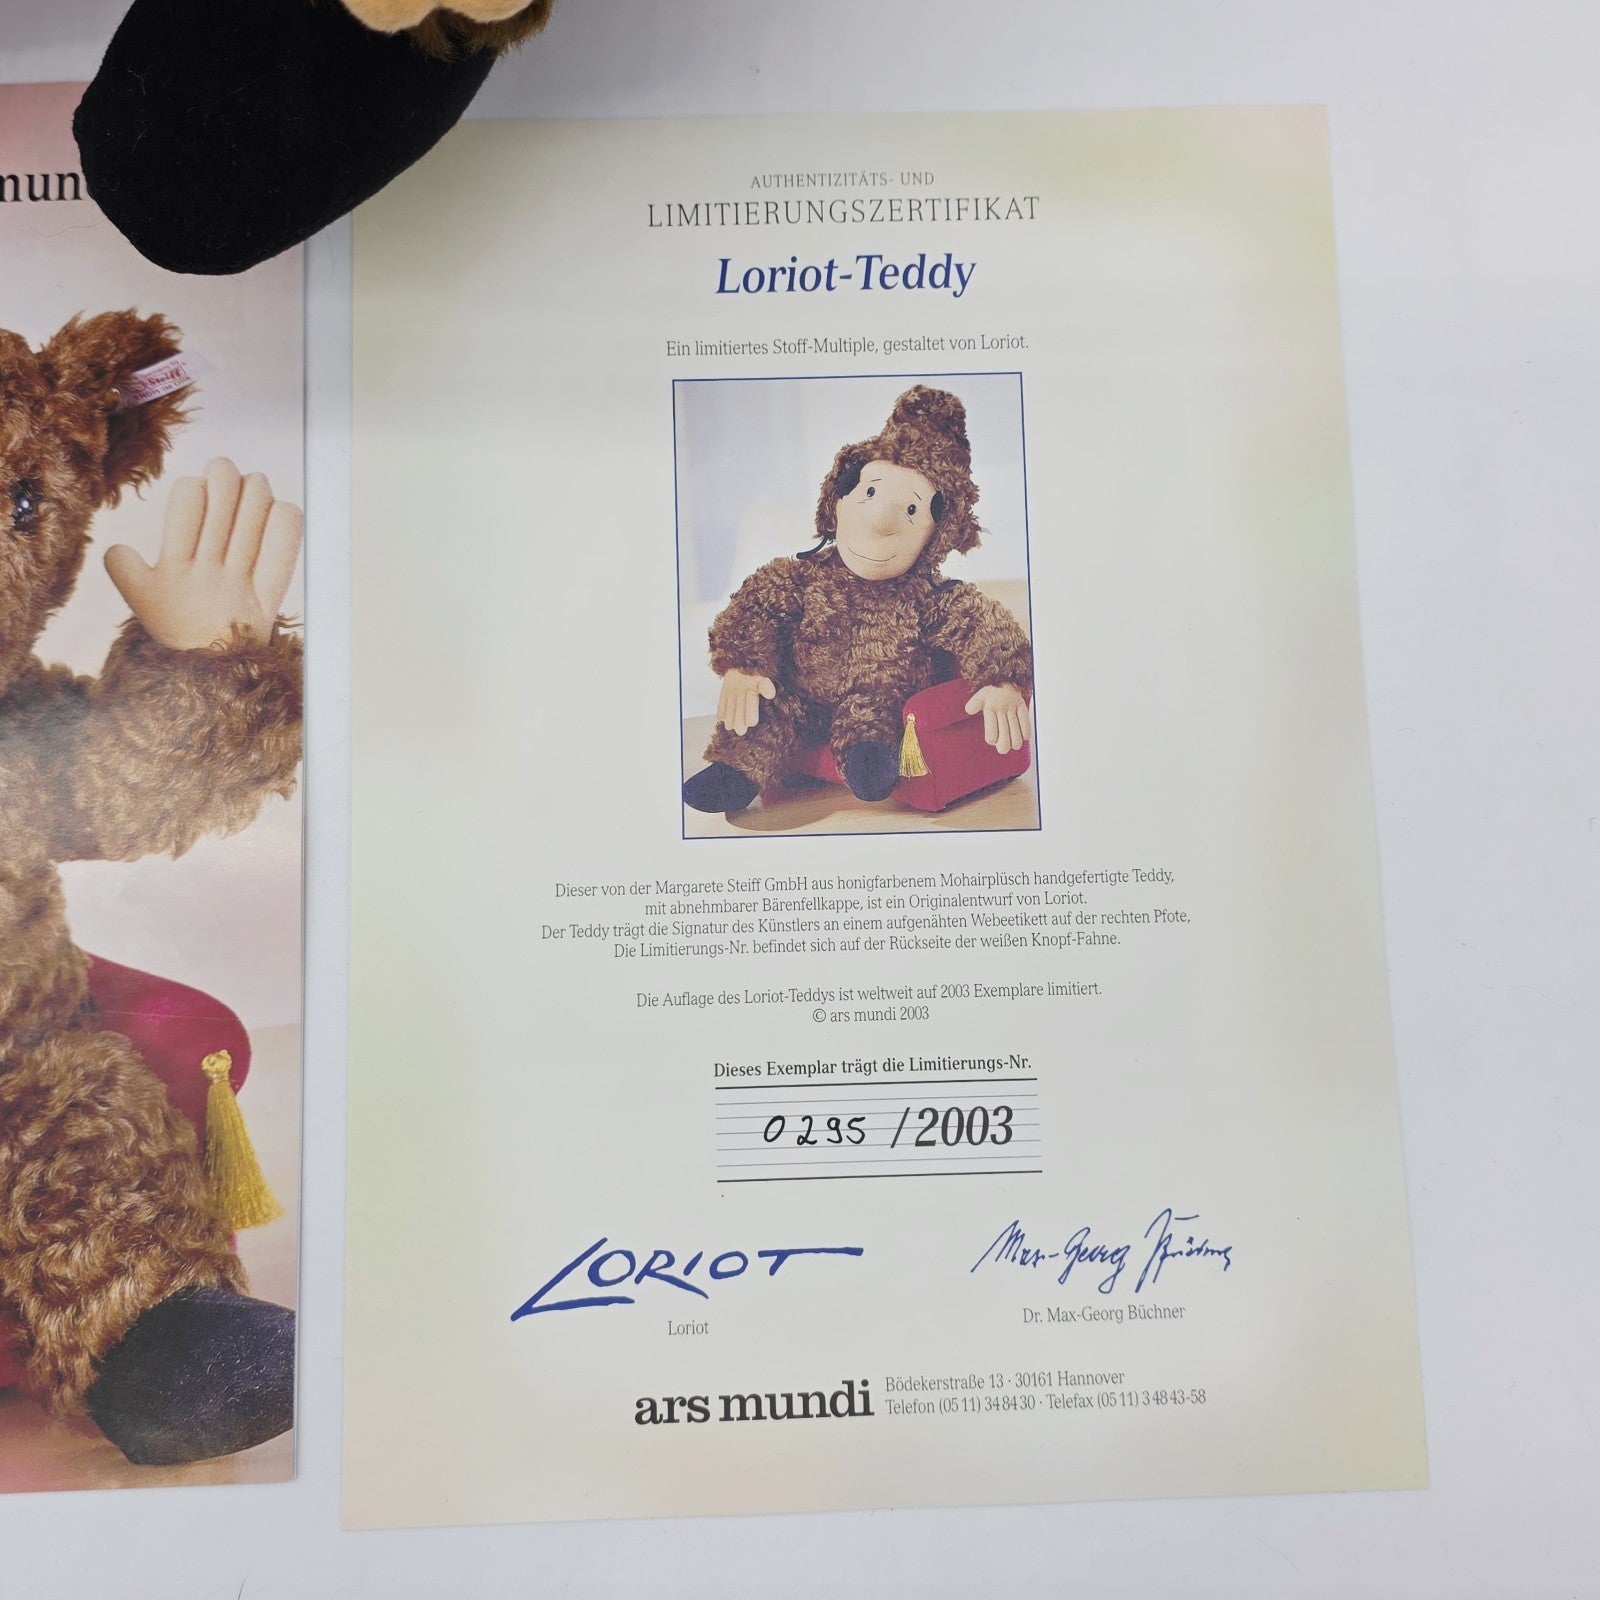 mun
Steiff
AUTHENTIZITÄTS- UND
LIMITIERUNGSZERTIFIKAT
Loriot-Teddy
Ein limitiertes Stoff-Multiple, gestaltet von Loriot.
Dieser von der Margarete Steiff GmbH aus honigfarbenem Mohairplüsch handgefertigte Teddy,
mit abnehmbarer Bärenfellkappe, ist ein Originalentwurf von Loriot.
Der Teddy trägt die Signatur des Künstlers an einem aufgenähten Webeetikett auf der rechten Pfote,
Die Limitierungs-Nr. befindet sich auf der Rückseite der weißen Knopf-Fahne.
Die Auflage des Loriot-Teddys ist weltweit auf 2003 Exemplare limitiert.
© ars mundi 2003
Dieses Exemplar trägt die Limitierungs-Nr.
0295 /2003
LORIOT
Max-Georg Büchner
Loriot
Dr. Max-Georg Büchner
ars mundi
Bödekerstraße 13 · 30161 Hannover
Telefon (05 11) 34 84 30 · Telefax (05 11) 3 48 43-58